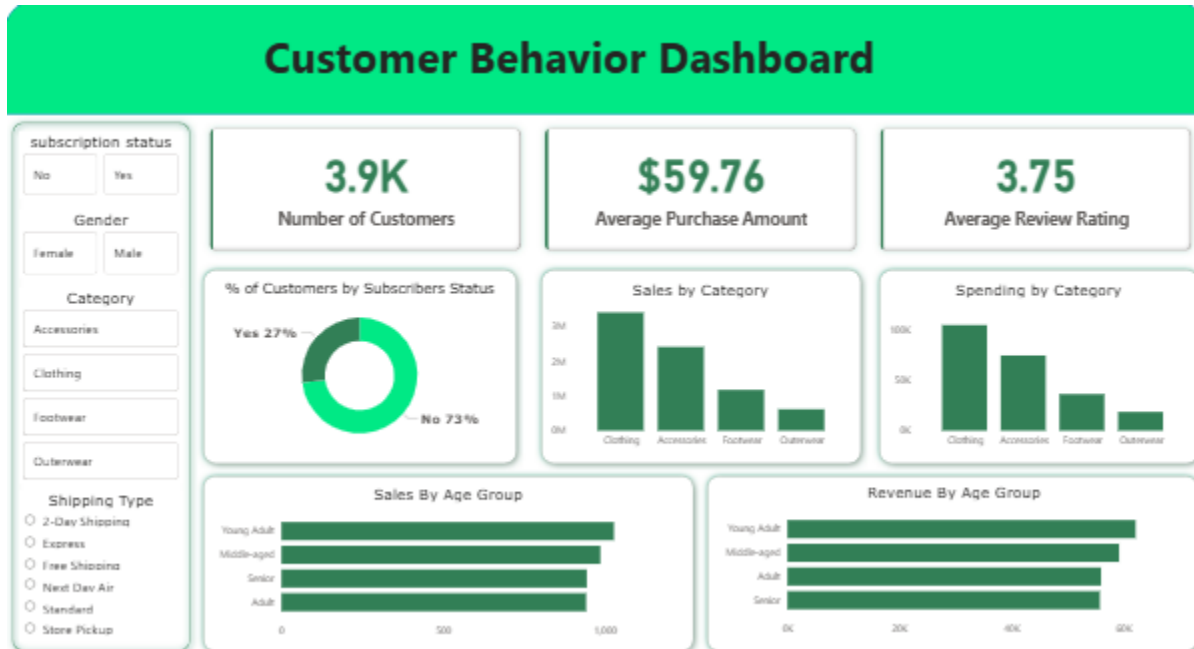 Customer Behavior Dashboard
subscription status
No Yes
Gender
Female Male
Category
Accessories
Clothing
Footwear
Outerwear
Shipping Type
2-Day Shipping
Express
Free Shipping
Next Day Air
Standard
Store Pickup
3.9K
Number of Customers
$59.76
Average Purchase Amount
3.75
Average Review Rating
% of Customers by Subscribers Status
Yes 27%
No 73%
Sales by Category
3M
2M
1M
0M
Clothing Accessories Footwear Outerwear
Spending by Category
100K
50K
0K
Clothing Accessories Footwear Outerwear
Sales By Age Group
Young Adult
Middle-aged
Senior
Adult
0 500 1,000
Revenue By Age Group
Young Adult
Middle-aged
Adult
Senior
0K 20K 40K 60K